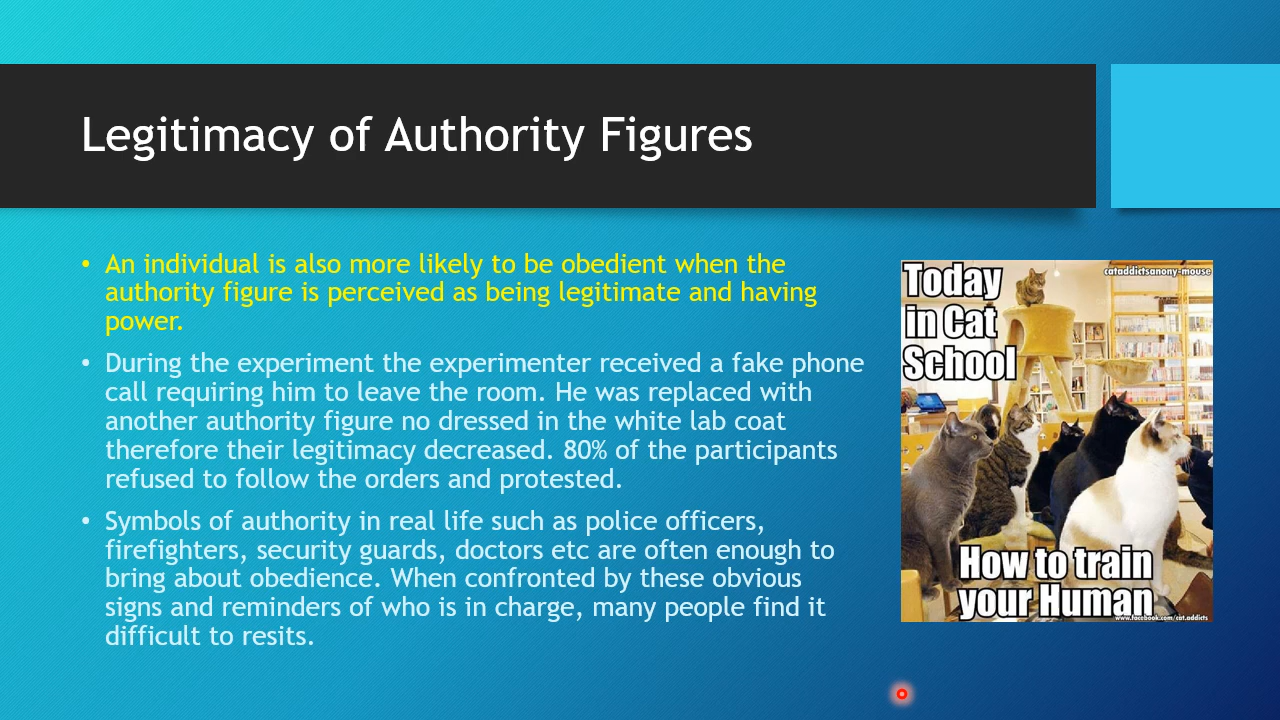 Legitimacy of Authority Figures
• An individual is also more likely to be obedient when the
authority figure is perceived as being legitimate and having
power.
• During the experiment the experimenter received a fake phone
call requiring him to leave the room. He was replaced with
another authority figure no dressed in the white lab coat
therefore their legitimacy decreased. 80% of the participants
refused to follow the orders and protested.
• Symbols of authority in real life such as police officers,
firefighters, security guards, doctors etc are often enough to
bring about obedience. When confronted by these obvious
signs and reminders of who is in charge, many people find it
difficult to resits.
Today
in Cat
School
cataddictsanony-mouse
How to train
your Human
www.facebook.com/cat.addicts